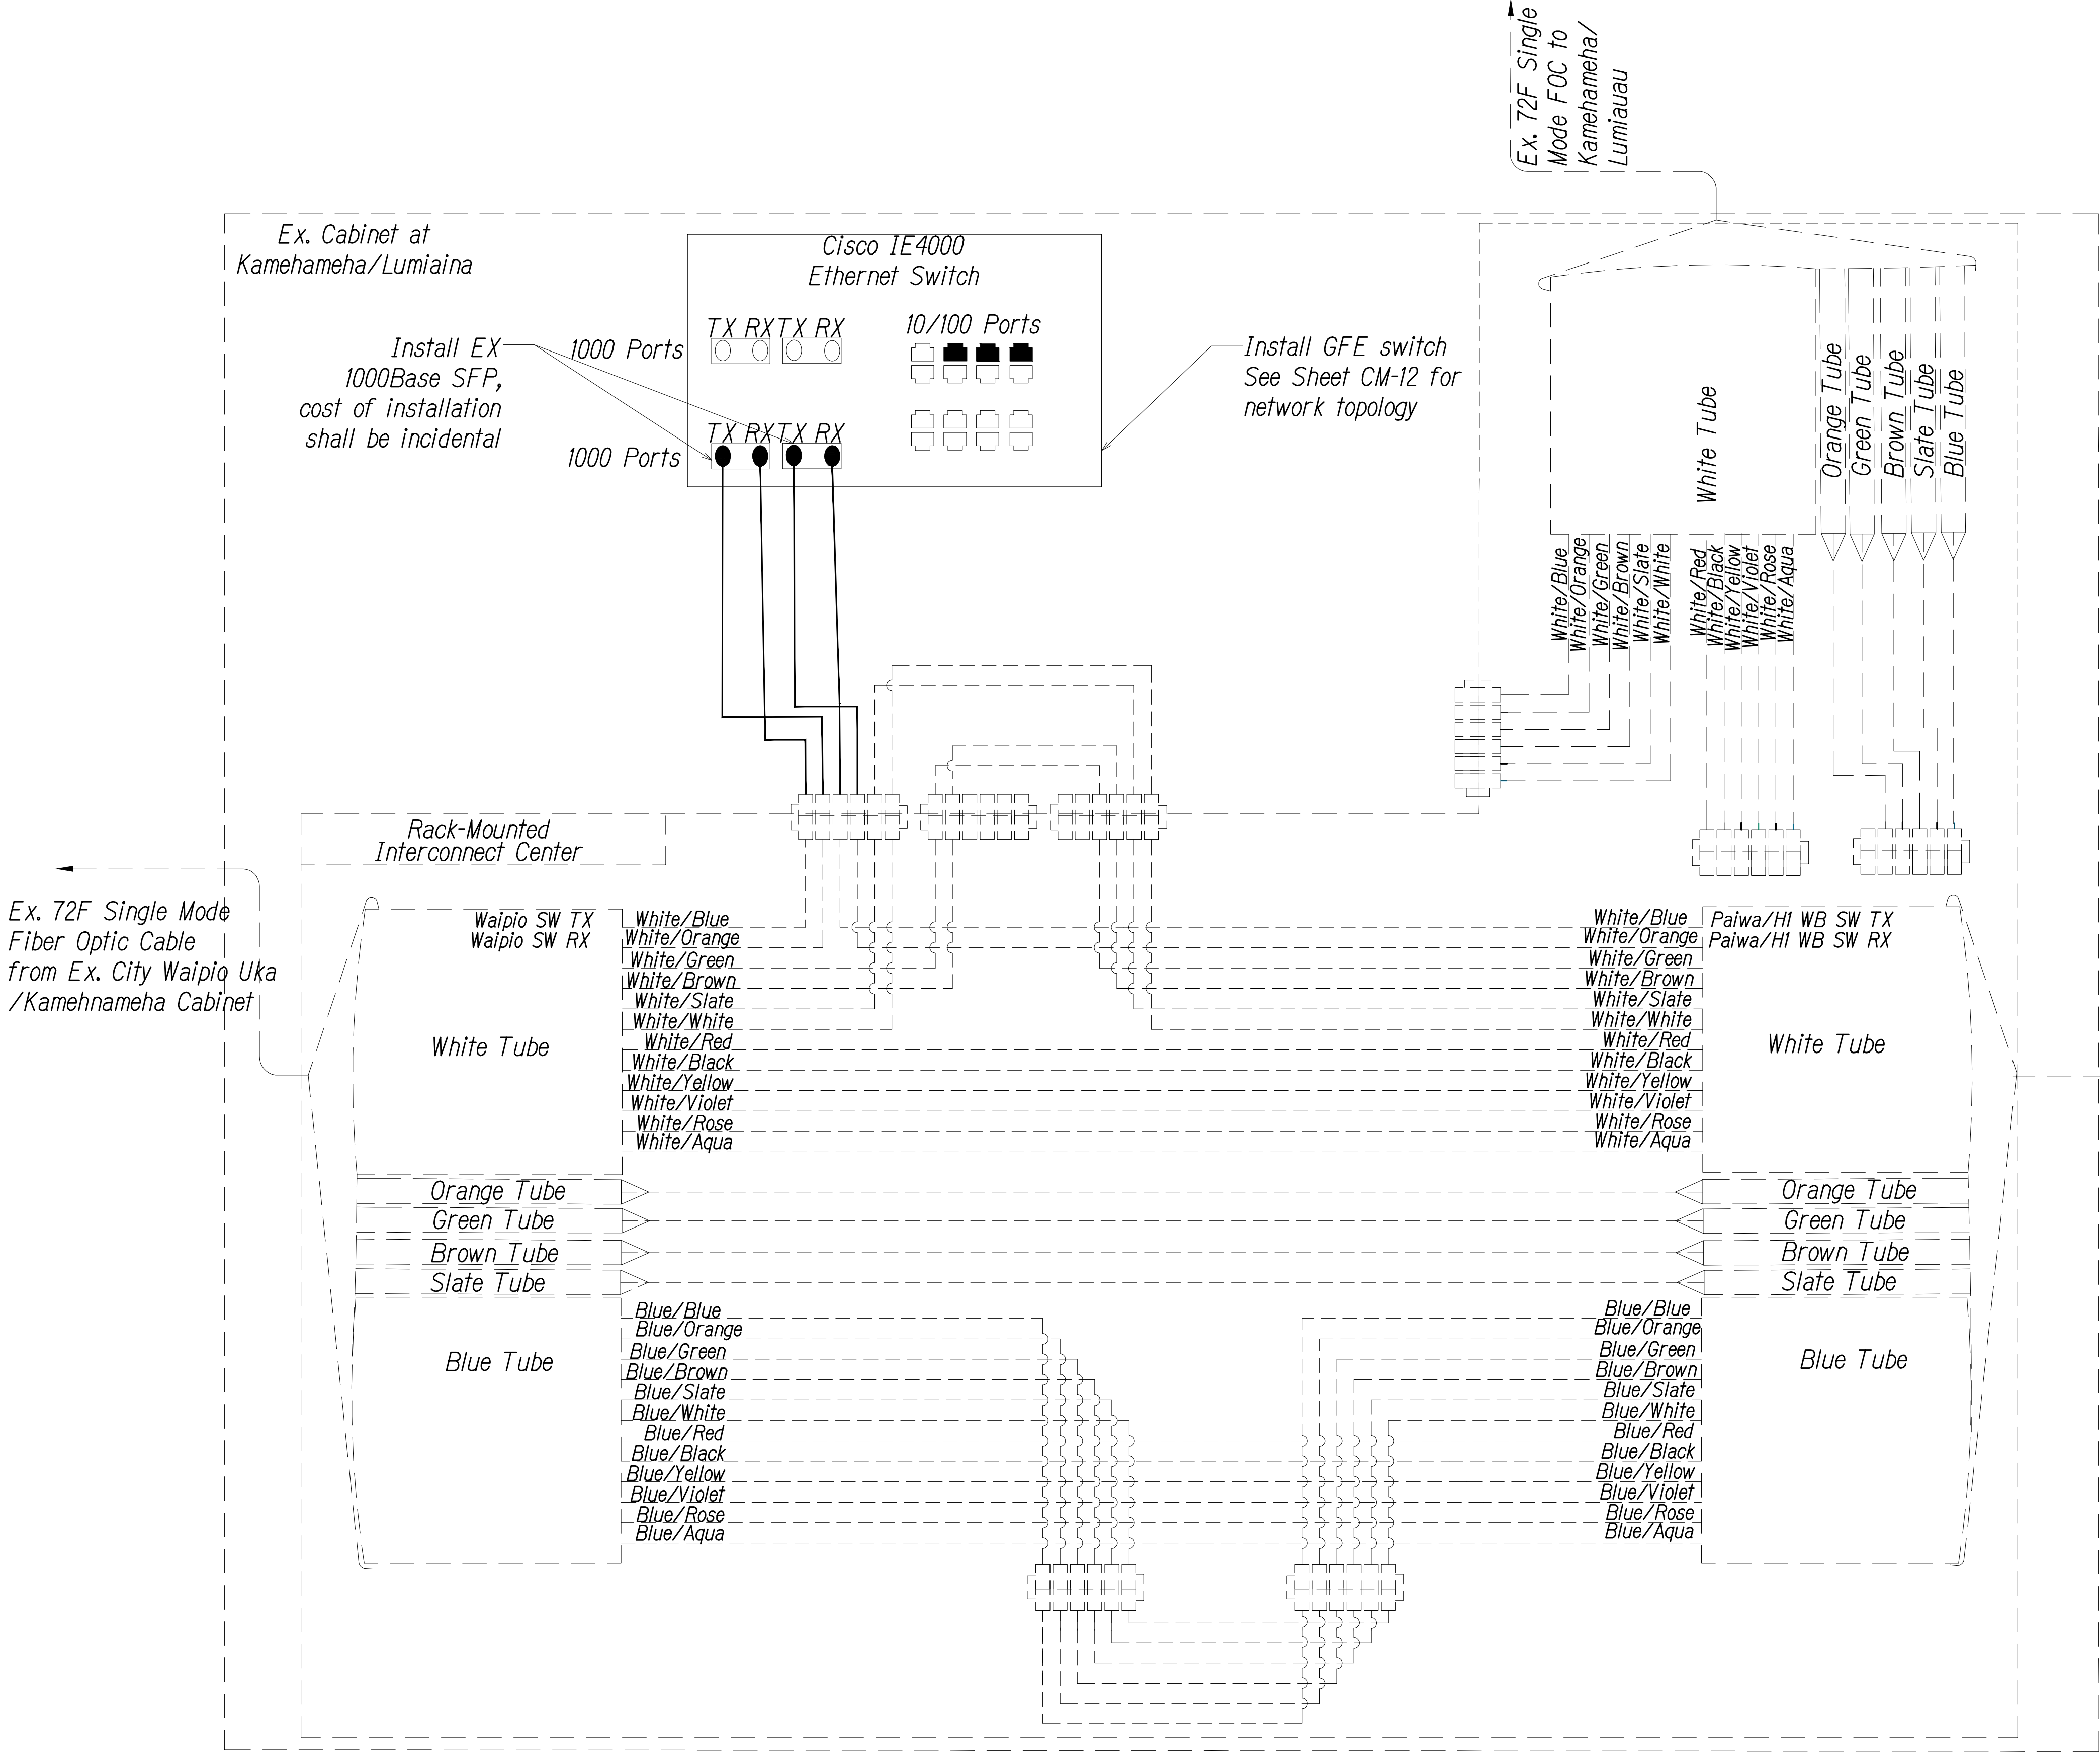 Ex. 72F Single
Mode FOC to
Kamehameha/
Lumiauau
Ex. Cabinet at
Kamehameha/Lumiaina
Cisco IE4000
Ethernet Switch
TX RX TX RX
10/100 Ports
1000 Ports
Install EX
1000Base SFP,
cost of installation
shall be incidental
TX RX TX RX
1000 Ports
Install GFE switch
See Sheet CM-12 for
network topology
White Tube
Orange Tube
Green Tube
Brown Tube
Slate Tube
Blue Tube
White/Blue
White/Orange
White/Green
White/Brown
White/Slate
White/White
White/Red
White/Black
White/Yellow
White/Violet
White/Rose
White/Aqua
Rack-Mounted
Interconnect Center
Ex. 72F Single Mode
Fiber Optic Cable
from Ex. City Waipio Uka
/Kamehnameha Cabinet
Waipio SW TX
Waipio SW RX
White Tube
White/Blue
White/Orange
White/Green
White/Brown
White/Slate
White/White
White/Red
White/Black
White/Yellow
White/Violet
White/Rose
White/Aqua
White/Blue
White/Orange
White/Green
White/Brown
White/Slate
White/White
White/Red
White/Black
White/Yellow
White/Violet
White/Rose
White/Aqua
Paiwa/H1 WB SW TX
Paiwa/H1 WB SW RX
White Tube
Orange Tube
Green Tube
Brown Tube
Slate Tube
Orange Tube
Green Tube
Brown Tube
Slate Tube
Blue Tube
Blue/Blue
Blue/Orange
Blue/Green
Blue/Brown
Blue/Slate
Blue/White
Blue/Red
Blue/Black
Blue/Yellow
Blue/Violet
Blue/Rose
Blue/Aqua
Blue/Blue
Blue/Orange
Blue/Green
Blue/Brown
Blue/Slate
Blue/White
Blue/Red
Blue/Black
Blue/Yellow
Blue/Violet
Blue/Rose
Blue/Aqua
Blue Tube